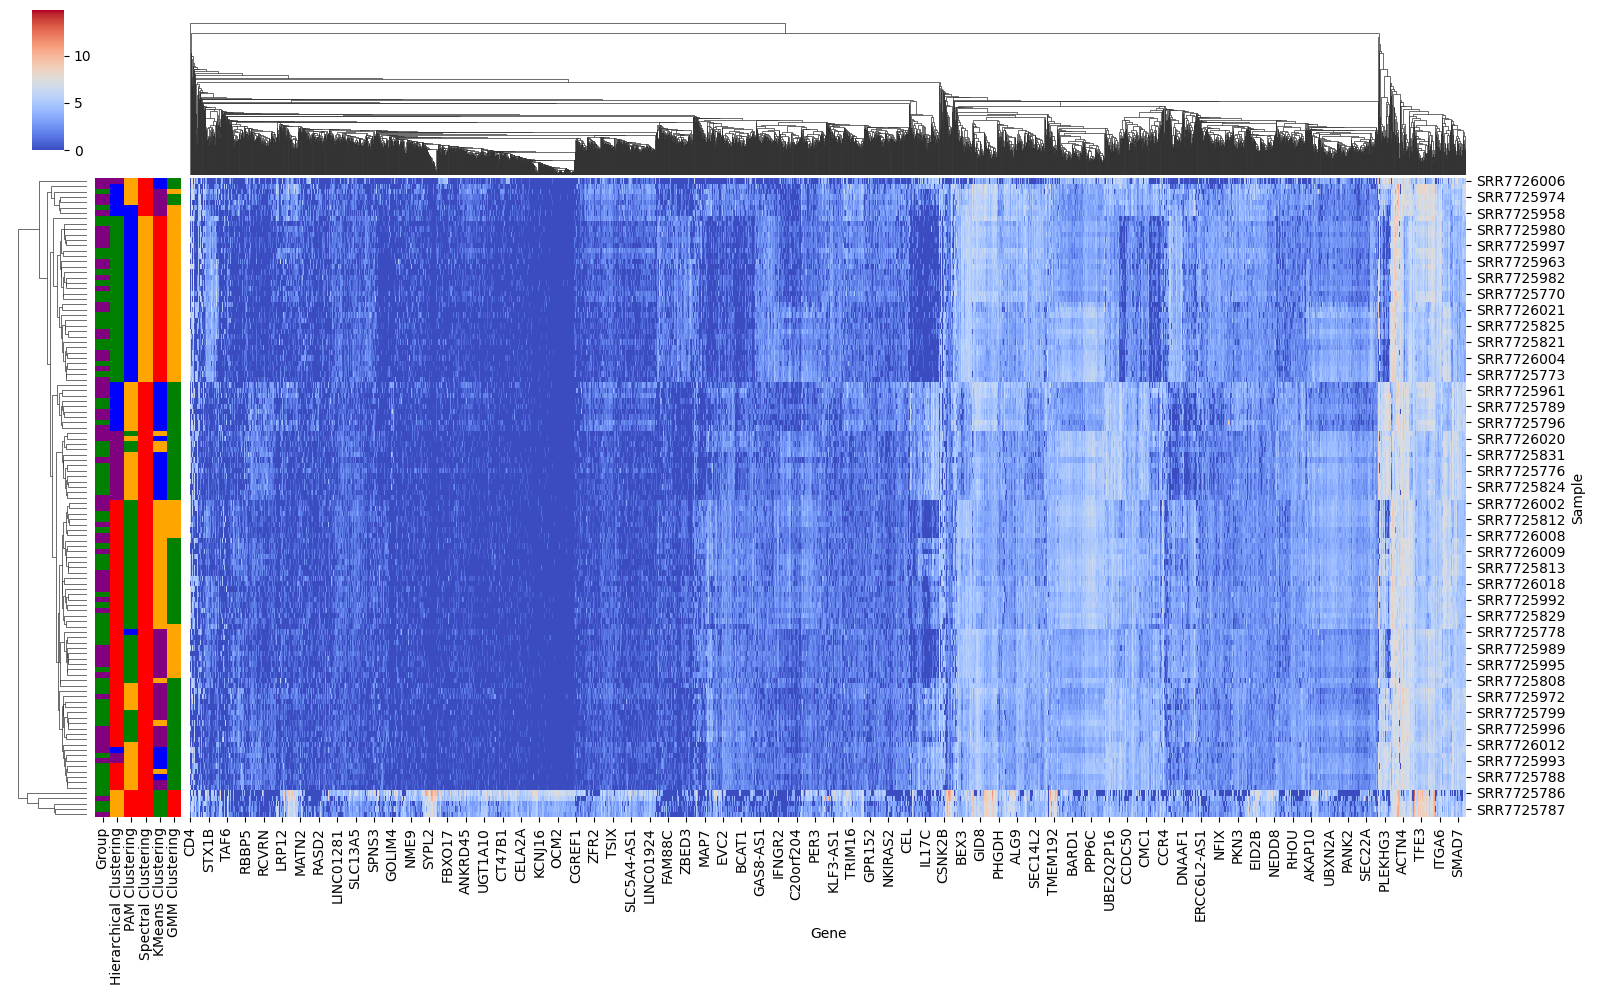 10
5
0
SRR7726006
SRR7725974
SRR7725958
SRR7725980
SRR7725997
SRR7725963
SRR7725982
SRR7725770
SRR7726021
SRR7725825
SRR7725821
SRR7726004
SRR7725773
SRR7725961
SRR7725789
SRR7725796
SRR7726020
SRR7725831
SRR7725776
SRR7725824
SRR7726002
SRR7725812
SRR7726008
SRR7726009
SRR7725813
SRR7726018
SRR7725992
SRR7725829
SRR7725778
SRR7725989
SRR7725995
SRR7725808
SRR7725972
SRR7725799
SRR7725996
SRR7726012
SRR7725993
SRR7725788
SRR7725786
SRR7725787
Sample
Group
Hierarchical Clustering
PAM Clustering
Spectral Clustering
KMeans Clustering
GMM Clustering
CD4
STX1B
TAF6
RBBP5
RCVRN
LRP12
MATN2
RASD2
LINC01281
SLC13A5
SPNS3
GOLIM4
NME9
SYPL2
FBXO17
ANKRD45
UGT1A10
CT47B1
CELA2A
KCNJ16
OCM2
CGREF1
ZFR2
TSIX
SLC5A4-AS1
LINC01924
FAM88C
ZBED3
MAP7
EVC2
BCAT1
GAS8-AS1
IFNGR2
C20orf204
PER3
KLF3-AS1
TRIM16
GPR152
NKIRAS2
CEL
IL17C
CSNK2B
BEX3
GID8
PHGDH
ALG9
SEC14L2
TMEM192
BARD1
PPP6C
UBE2Q2P16
CCDC50
CMC1
CCR4
DNAAF1
ERCC6L2-AS1
NFIX
PKN3
EID2B
NEDD8
RHOU
AKAP10
UBXN2A
PANK2
SEC22A
PLEKHG3
ACTN4
TFE3
ITGA6
SMAD7
Gene